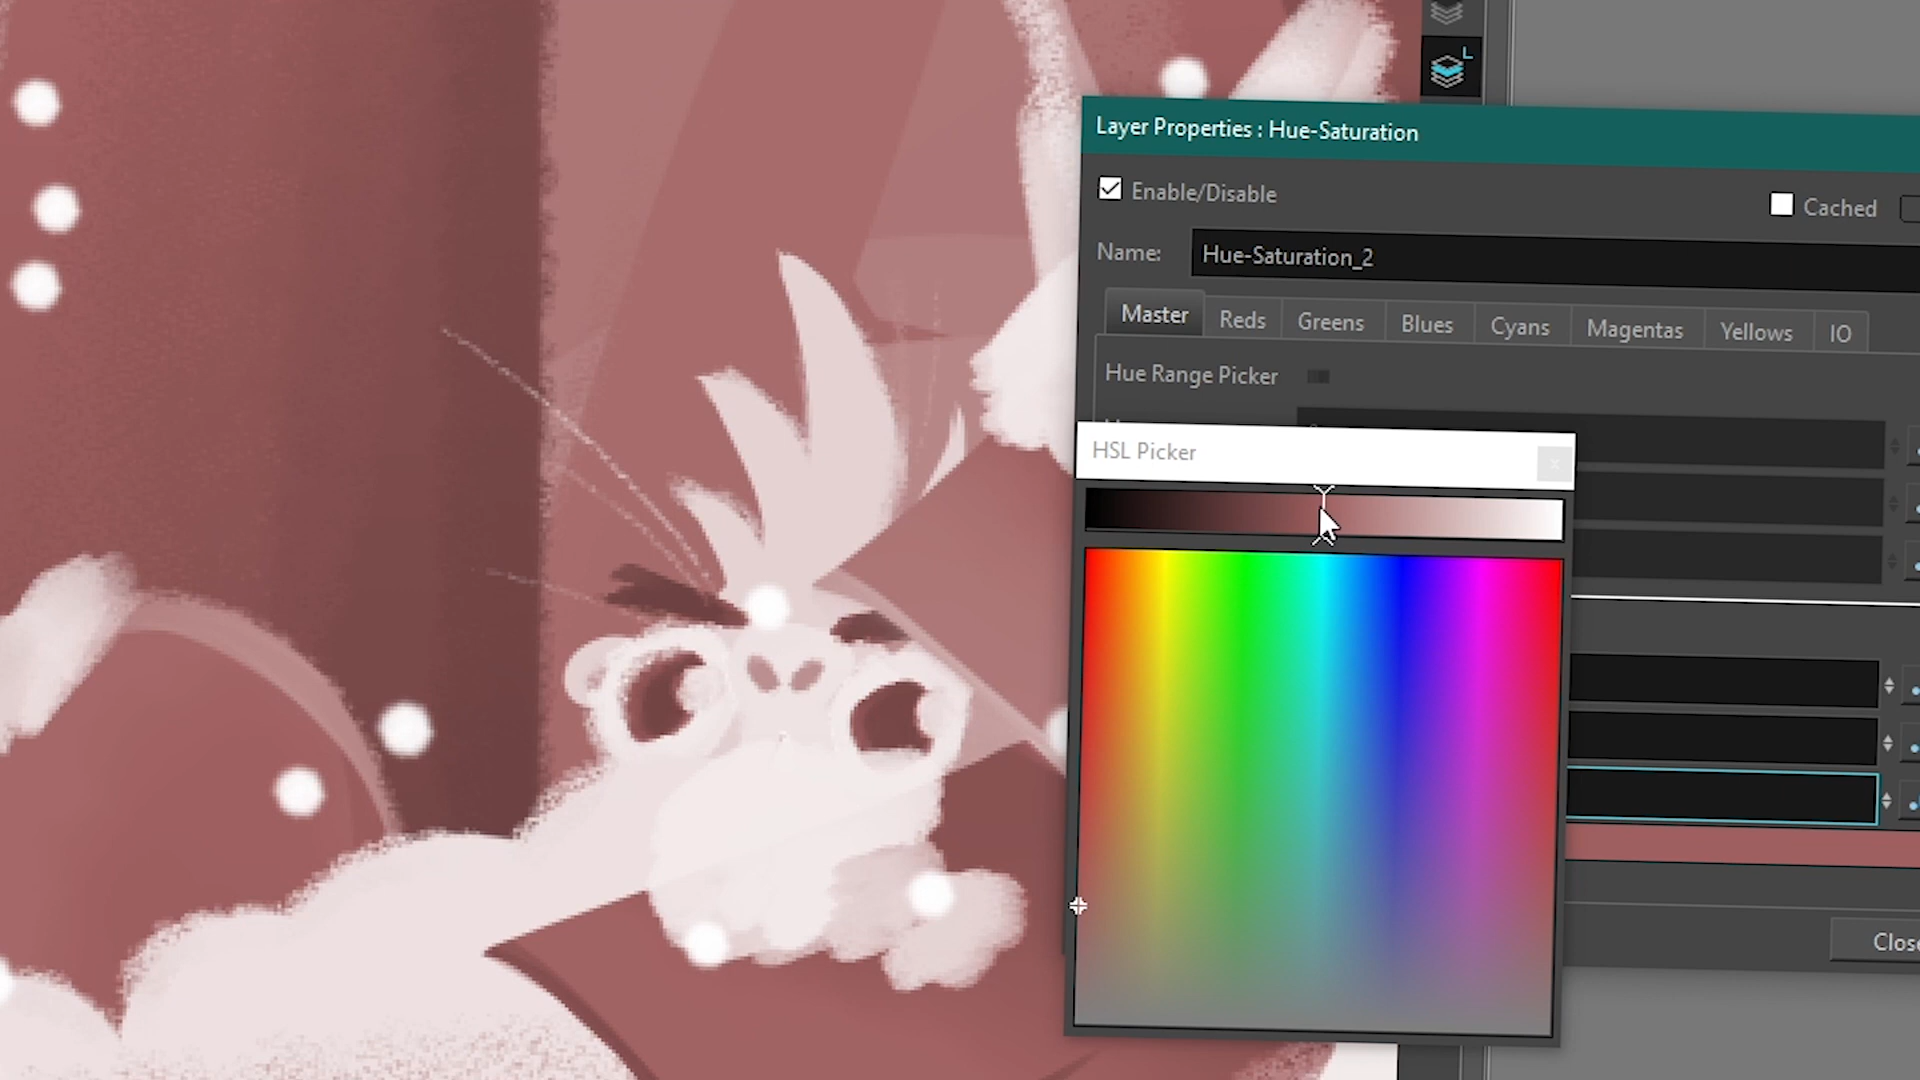 L
Layer Properties : Hue-Saturation
Enable/Disable
Cached
Name:
Hue-Saturation_2
Master Reds Greens Blues Cyans Magentas Yellows IO
Hue Range Picker
HSL Picker
Close